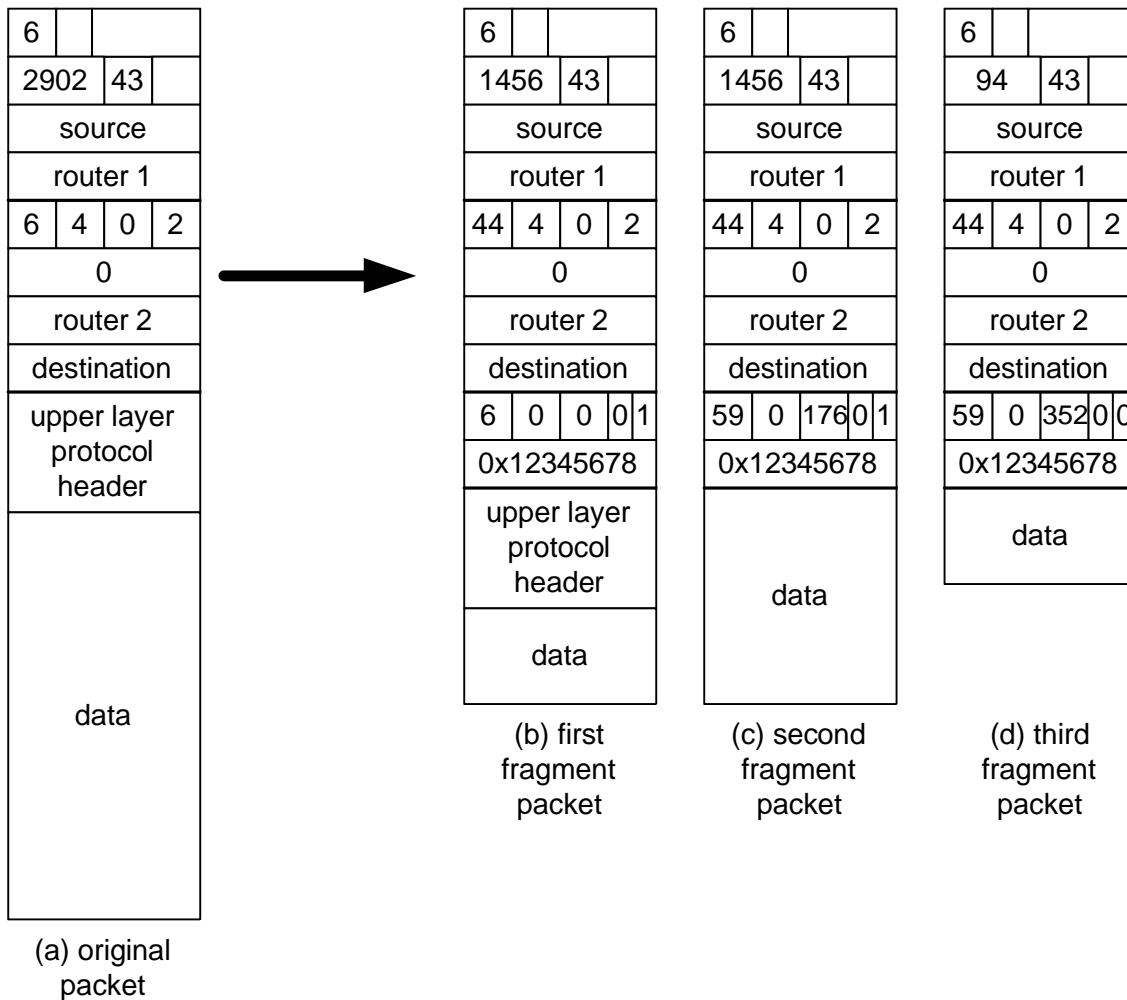 6
2902 43
source
router 1
6 4 0 2
0
router 2
destination
upper layer
protocol
header
data
(a) original
packet
6
1456 43
source
router 1
44 4 0 2
0
router 2
destination
6 0 0 0 1
0x12345678
upper layer
protocol
header
data
(b) first
fragment
packet
6
1456 43
source
router 1
44 4 0 2
0
router 2
destination
59 0 176 0 1
0x12345678
data
(c) second
fragment
packet
6
94 43
source
router 1
44 4 0 2
0
router 2
destination
59 0 352 0 0
0x12345678
data
(d) third
fragment
packet